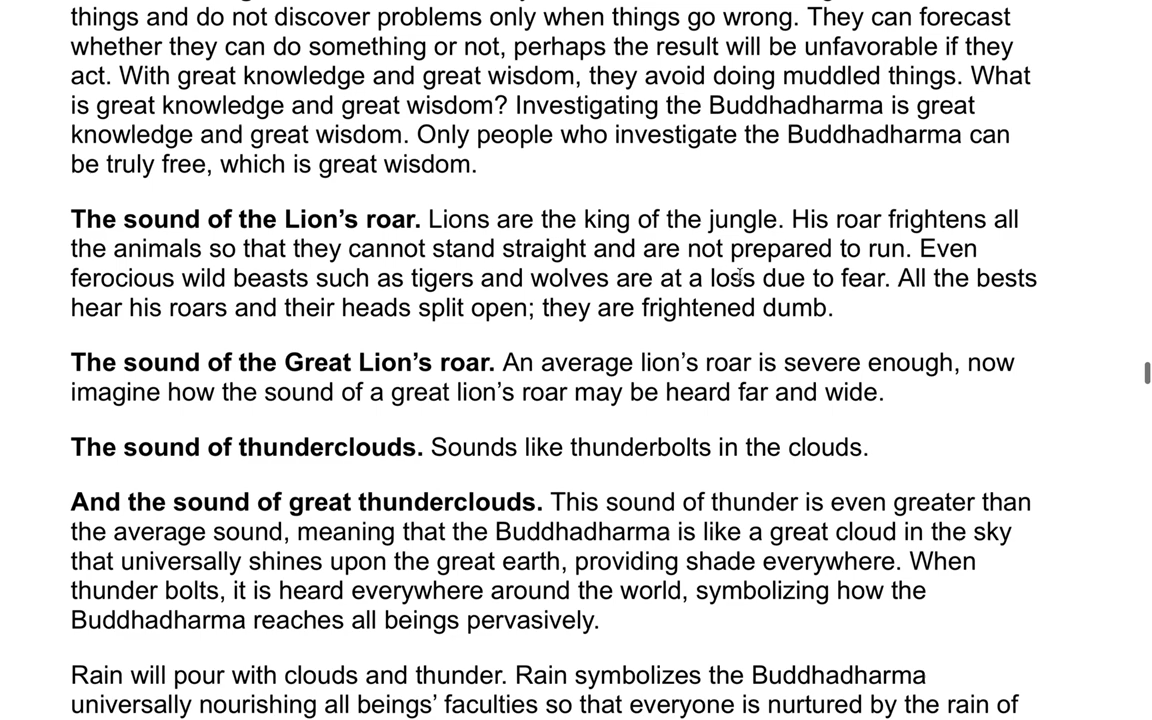 things and do not discover problems only when things go wrong. They can forecast
whether they can do something or not, perhaps the result will be unfavorable if they
act. With great knowledge and great wisdom, they avoid doing muddled things. What
is great knowledge and great wisdom? Investigating the Buddhadharma is great
knowledge and great wisdom. Only people who investigate the Buddhadharma can
be truly free, which is great wisdom.
The sound of the Lion’s roar. Lions are the king of the jungle. His roar frightens all
the animals so that they cannot stand straight and are not prepared to run. Even
ferocious wild beasts such as tigers and wolves are at a loss due to fear. All the bests
hear his roars and their heads split open; they are frightened dumb.
The sound of the Great Lion’s roar. An average lion’s roar is severe enough, now
imagine how the sound of a great lion’s roar may be heard far and wide.
The sound of thunderclouds. Sounds like thunderbolts in the clouds.
And the sound of great thunderclouds. This sound of thunder is even greater than
the average sound, meaning that the Buddhadharma is like a great cloud in the sky
that universally shines upon the great earth, providing shade everywhere. When
thunder bolts, it is heard everywhere around the world, symbolizing how the
Buddhadharma reaches all beings pervasively.
Rain will pour with clouds and thunder. Rain symbolizes the Buddhadharma
universally nourishing all beings’ faculties so that everyone is nurtured by the rain of